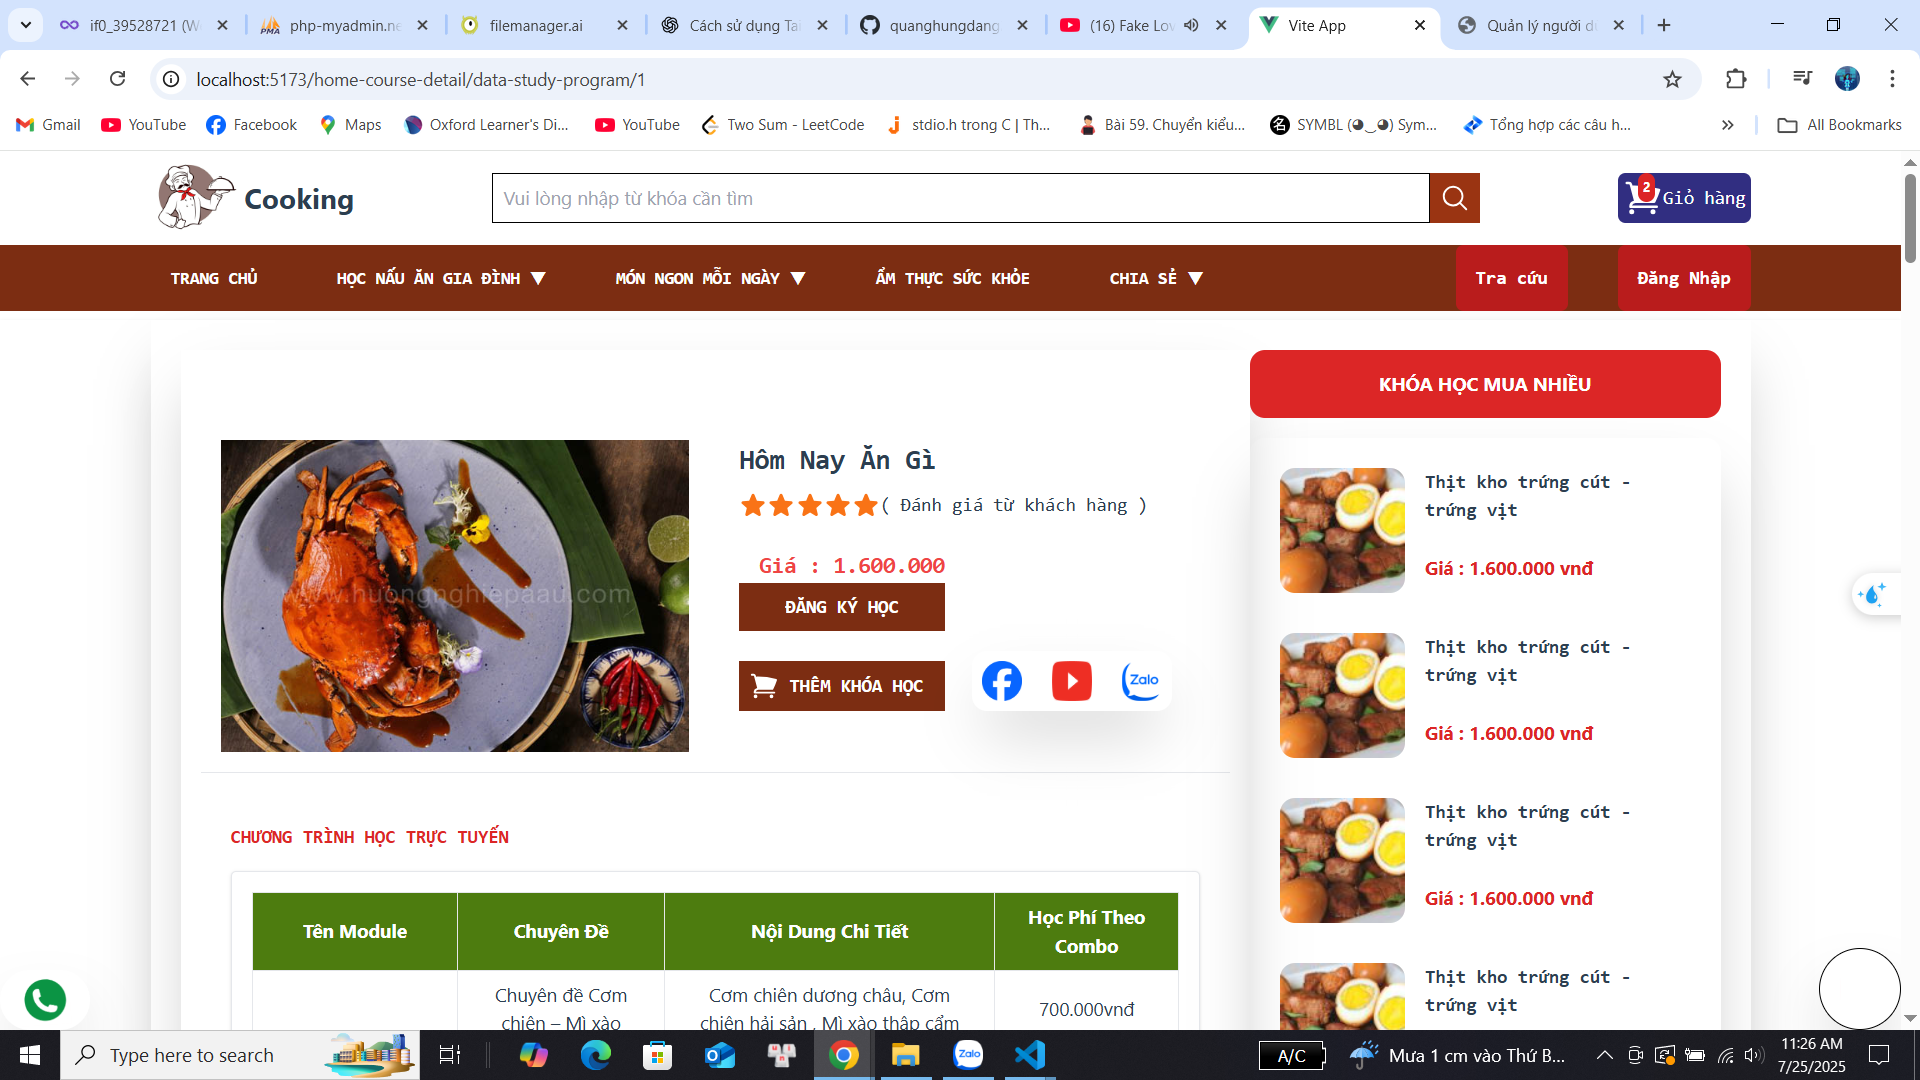 if0_39528721 (W
php-myadmin.ne
filemanager.ai
Cách sử dụng Ta
quanghungdang
(16) Fake Lov
Vite App
Quản lý người d
localhost:5173/home-course-detail/data-study-program/1
Gmail
YouTube
Facebook
Maps
Oxford Learner's Di...
YouTube
Two Sum - LeetCode
stdio.h trong C | Th...
Bài 59. Chuyển kiểu...
SYMBL (◕‿◕) Sym...
Tổng hợp các câu h...
All Bookmarks
Cooking
Vui lòng nhập từ khóa cần tìm
2
Giỏ hàng
TRANG CHỦ
HỌC NẤU ĂN GIA ĐÌNH ▼
MÓN NGON MỖI NGÀY ▼
ẨM THỰC SỨC KHỎE
CHIA SẺ ▼
Tra cứu
Đăng Nhập
www.huongnghiepaau.com
Hôm Nay Ăn Gì
( Đánh giá từ khách hàng )
Giá : 1.600.000
ĐĂNG KÝ HỌC
THÊM KHÓA HỌC
Zalo
CHƯƠNG TRÌNH HỌC TRỰC TUYẾN
Tên Module
Chuyên Đề
Nội Dung Chi Tiết
Học Phí Theo
Combo
Chuyên đề Cơm
chiên – Mì xào
Cơm chiên dương châu, Cơm
chiên hải sản , Mì xào thập cẩm
700.000vnđ
KHÓA HỌC MUA NHIỀU
Thịt kho trứng cút -
trứng vịt
Giá : 1.600.000 vnđ
Thịt kho trứng cút -
trứng vịt
Giá : 1.600.000 vnđ
Thịt kho trứng cút -
trứng vịt
Giá : 1.600.000 vnđ
Thịt kho trứng cút -
trứng vịt
Type here to search
Zalo
A/C
Mưa 1 cm vào Thứ B...
11:26 AM
7/25/2025